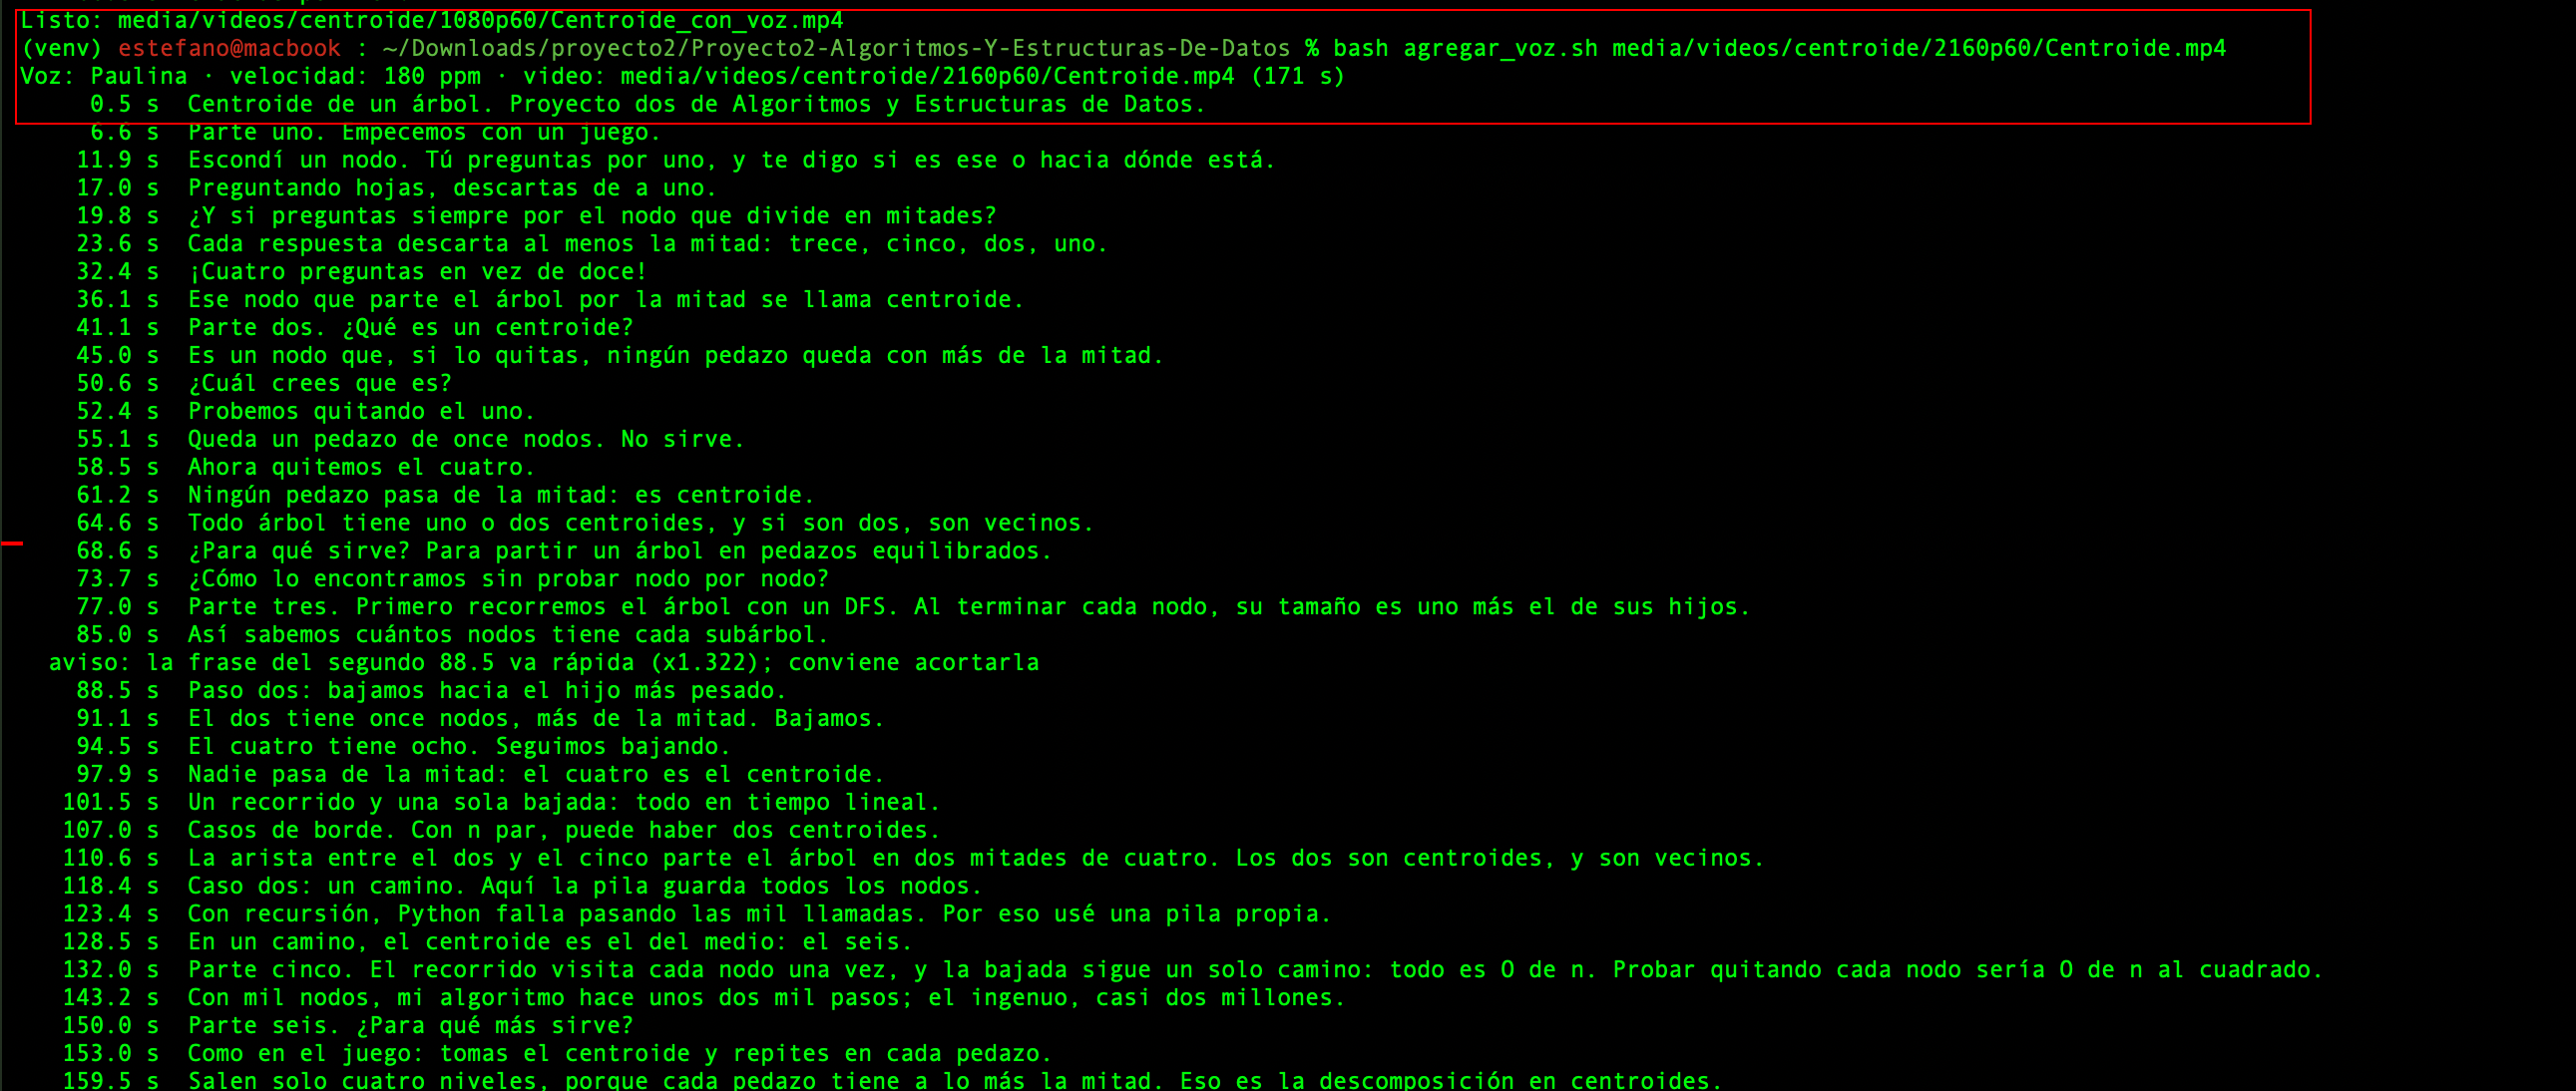 Listo: media/videos/centroide/1080p60/Centroide_con_voz.mp4
(venv) estefano@macbook : ~/Downloads/proyecto2/Proyecto2-Algoritmos-Y-Estructuras-De-Datos % bash agregar_voz.sh media/videos/centroide/2160p60/Centroide.mp4
Voz: Paulina · velocidad: 180 ppm · video: media/videos/centroide/2160p60/Centroide.mp4 (171 s)
0.5 s  Centroide de un árbol. Proyecto dos de Algoritmos y Estructuras de Datos.
6.6 s  Parte uno. Empecemos con un juego.
11.9 s  Escondí un nodo. Tú preguntas por uno, y te digo si es ese o hacia dónde está.
17.0 s  Preguntando hojas, descartas de a uno.
19.8 s  ¿Y si preguntas siempre por el nodo que divide en mitades?
23.6 s  Cada respuesta descarta al menos la mitad: trece, cinco, dos, uno.
32.4 s  ¡Cuatro preguntas en vez de doce!
36.1 s  Ese nodo que parte el árbol por la mitad se llama centroide.
41.1 s  Parte dos. ¿Qué es un centroide?
45.0 s  Es un nodo que, si lo quitas, ningún pedazo queda con más de la mitad.
50.6 s  ¿Cuál crees que es?
52.4 s  Probemos quitando el uno.
55.1 s  Queda un pedazo de once nodos. No sirve.
58.5 s  Ahora quitemos el cuatro.
61.2 s  Ningún pedazo pasa de la mitad: es centroide.
64.6 s  Todo árbol tiene uno o dos centroides, y si son dos, son vecinos.
68.6 s  ¿Para qué sirve? Para partir un árbol en pedazos equilibrados.
73.7 s  ¿Cómo lo encontramos sin probar nodo por nodo?
77.0 s  Parte tres. Primero recorremos el árbol con un DFS. Al terminar cada nodo, su tamaño es uno más el de sus hijos.
85.0 s  Así sabemos cuántos nodos tiene cada subárbol.
aviso: la frase del segundo 88.5 va rápida (x1.322); conviene acortarla
88.5 s  Paso dos: bajamos hacia el hijo más pesado.
91.1 s  El dos tiene once nodos, más de la mitad. Bajamos.
94.5 s  El cuatro tiene ocho. Seguimos bajando.
97.9 s  Nadie pasa de la mitad: el cuatro es el centroide.
101.5 s  Un recorrido y una sola bajada: todo en tiempo lineal.
107.0 s  Casos de borde. Con n par, puede haber dos centroides.
110.6 s  La arista entre el dos y el cinco parte el árbol en dos mitades de cuatro. Los dos son centroides, y son vecinos.
118.4 s  Caso dos: un camino. Aquí la pila guarda todos los nodos.
123.4 s  Con recursión, Python falla pasando las mil llamadas. Por eso usé una pila propia.
128.5 s  En un camino, el centroide es el del medio: el seis.
132.0 s  Parte cinco. El recorrido visita cada nodo una vez, y la bajada sigue un solo camino: todo es O de n. Probar quitando cada nodo sería O de n al cuadrado.
143.2 s  Con mil nodos, mi algoritmo hace unos dos mil pasos; el ingenuo, casi dos millones.
150.0 s  Parte seis. ¿Para qué más sirve?
153.0 s  Como en el juego: tomas el centroide y repites en cada pedazo.
159.5 s  Salen solo cuatro niveles, porque cada pedazo tiene a lo más la mitad. Eso es la descomposición en centroides.